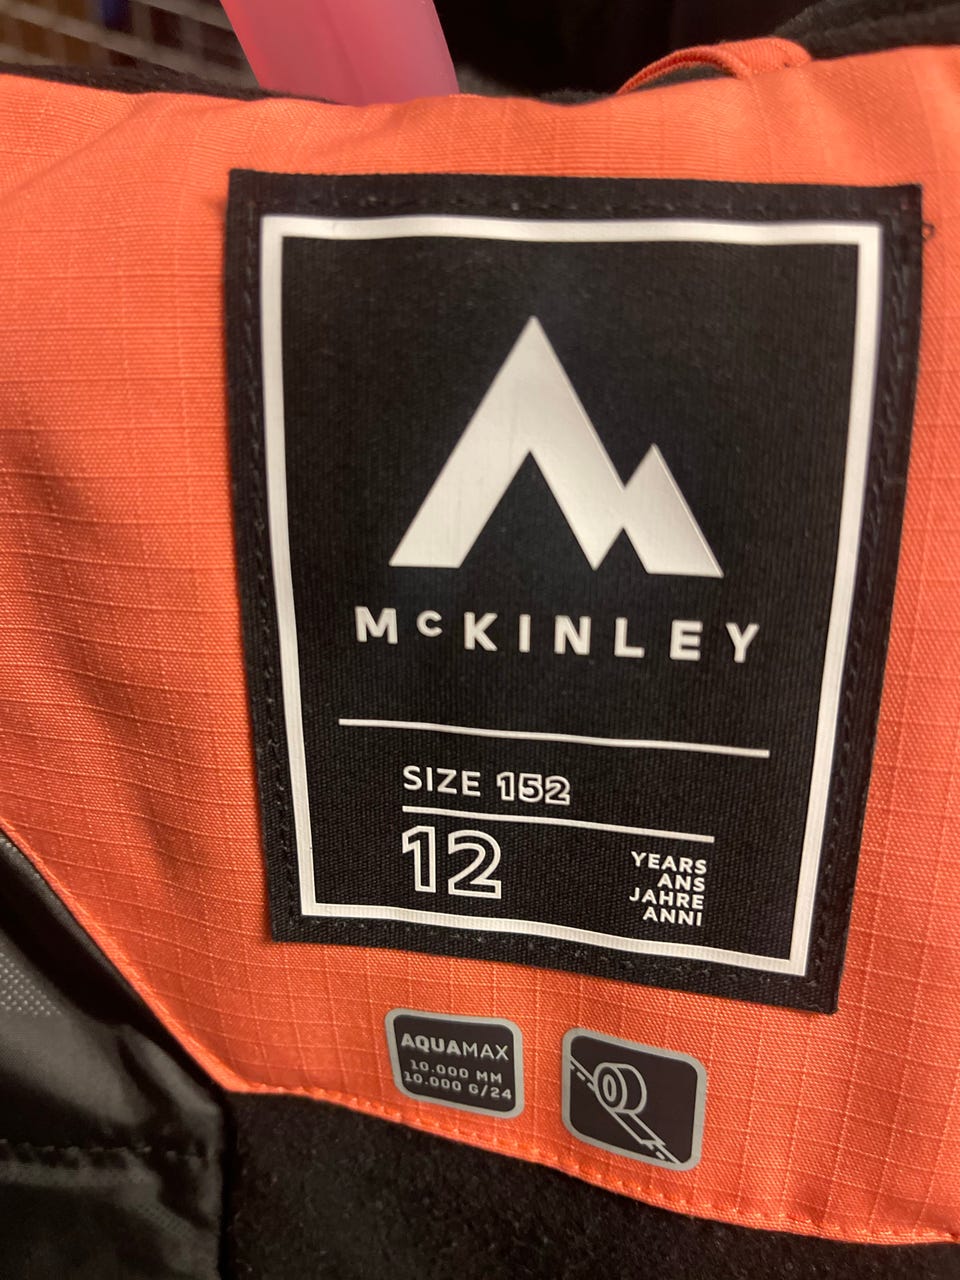 McKINLEY
SIZE 152
12
YEARS
ANS
JAHRE
ANNI
AQUAMAX
10.000 MM
10.000 G/24